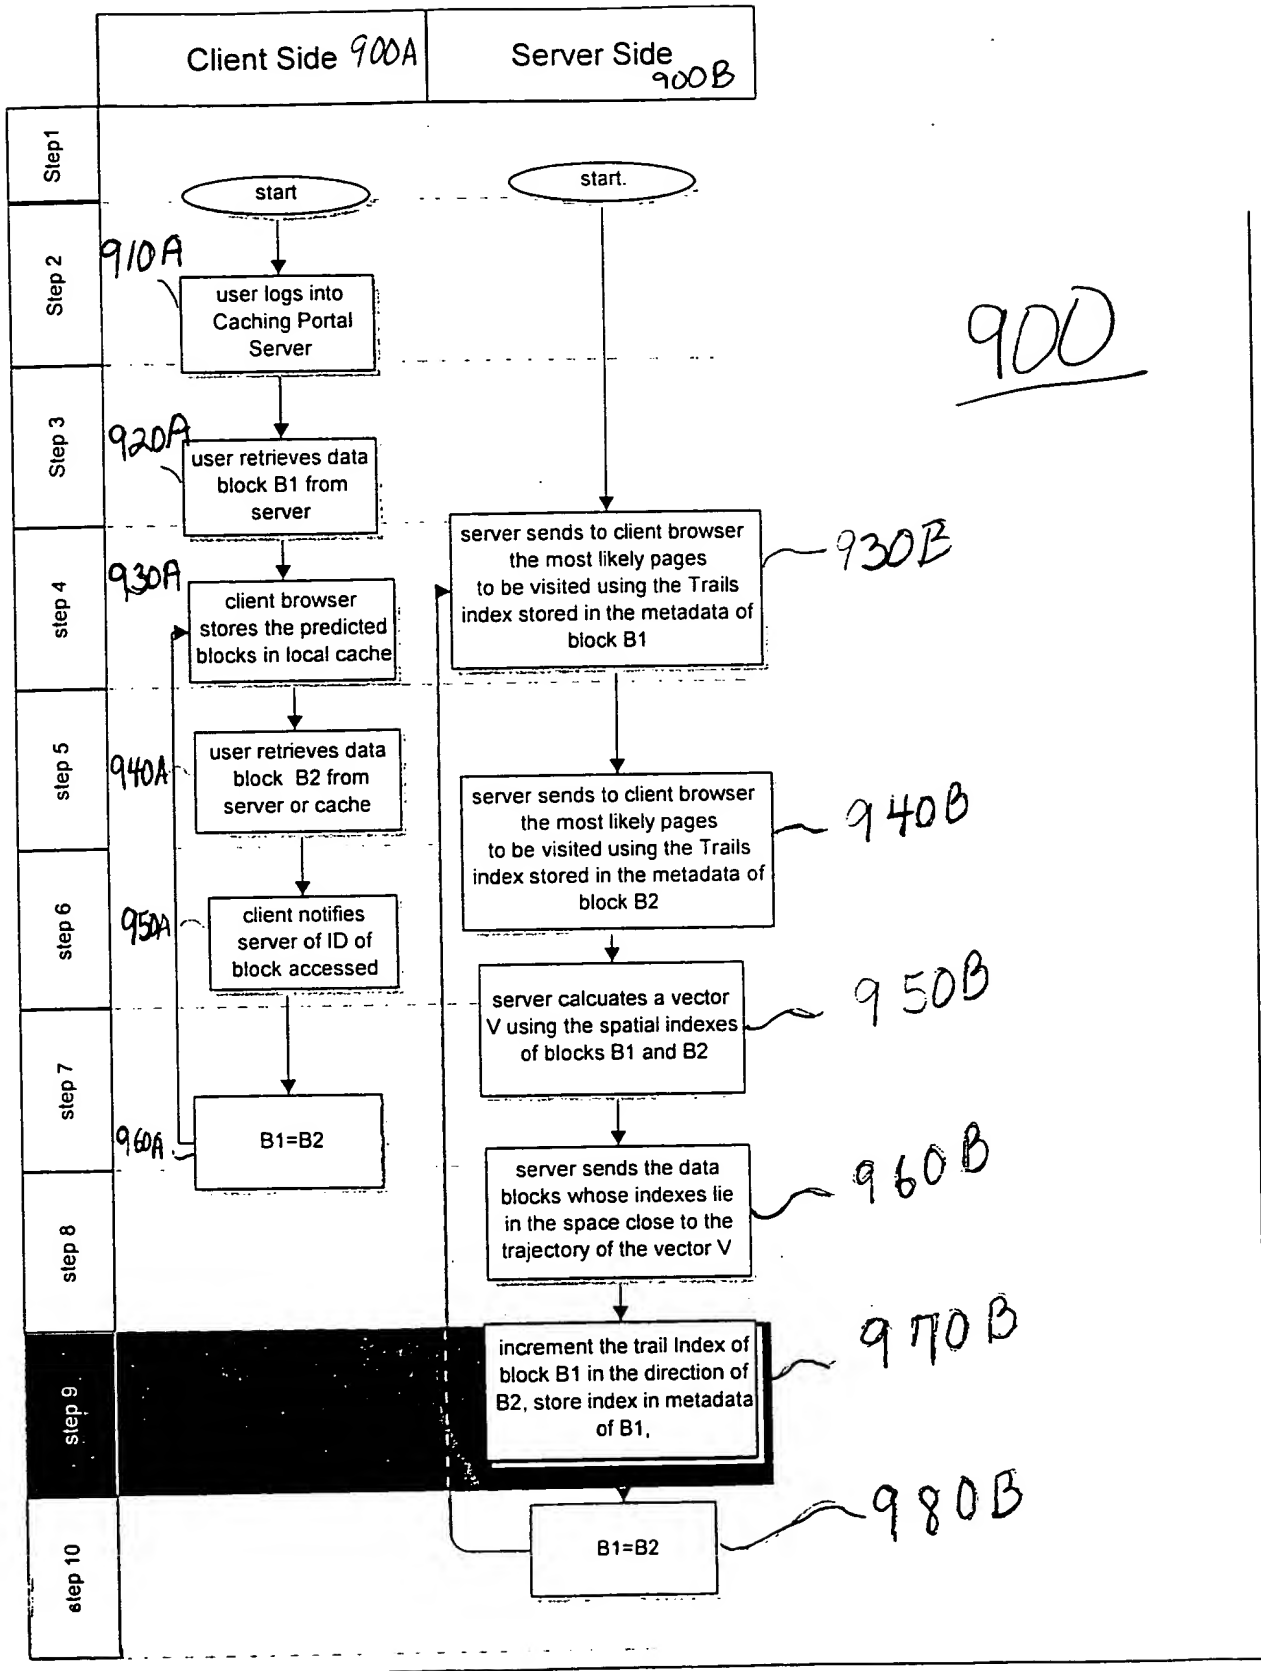 Client Side 900A
Server Side
900B
Step1
start
start.
Step 2
910A
user logs into
Caching Portal
Server
900
Step 3
920A
user retrieves data
block B1 from
server
step 4
930A
client browser
stores the predicted
blocks in local cache
server sends to client browser
the most likely pages
to be visited using the Trails
index stored in the metadata of
block B1
930B
step 5
940A
user retrieves data
block B2 from
server or cache
server sends to client browser
the most likely pages
to be visited using the Trails
index stored in the metadata of
block B2
940B
step 6
950A
client notifies
server of ID of
block accessed
server calcuates a vector
V using the spatial indexes
of blocks B1 and B2
950B
step 7
960A
B1=B2
server sends the data
blocks whose indexes lie
in the space close to the
trajectory of the vector V
960B
step 8
step 9
increment the trail Index of
block B1 in the direction of
B2, store index in metadata
of B1,
970B
step 10
B1=B2
980B